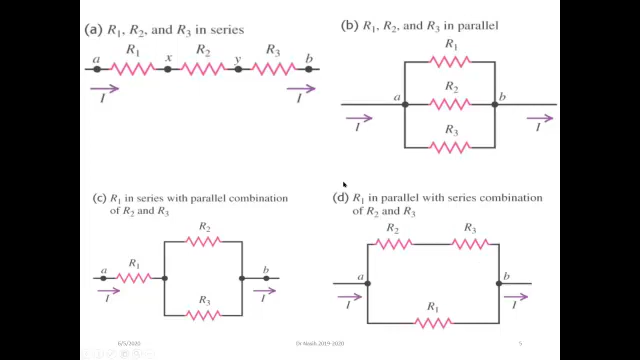 (a) R1, R2, and R3 in series
R1 R2 R3
a x y b
I I
(b) R1, R2, and R3 in parallel
R1
R2
a b
I I
R3
(c) R1 in series with parallel combination
of R2 and R3
R2
R1
a b
I I
R3
(d) R1 in parallel with series combination
of R2 and R3
R2 R3
a b
I I
R1
6/5/2020 Dr Nasih 2019-2020 5